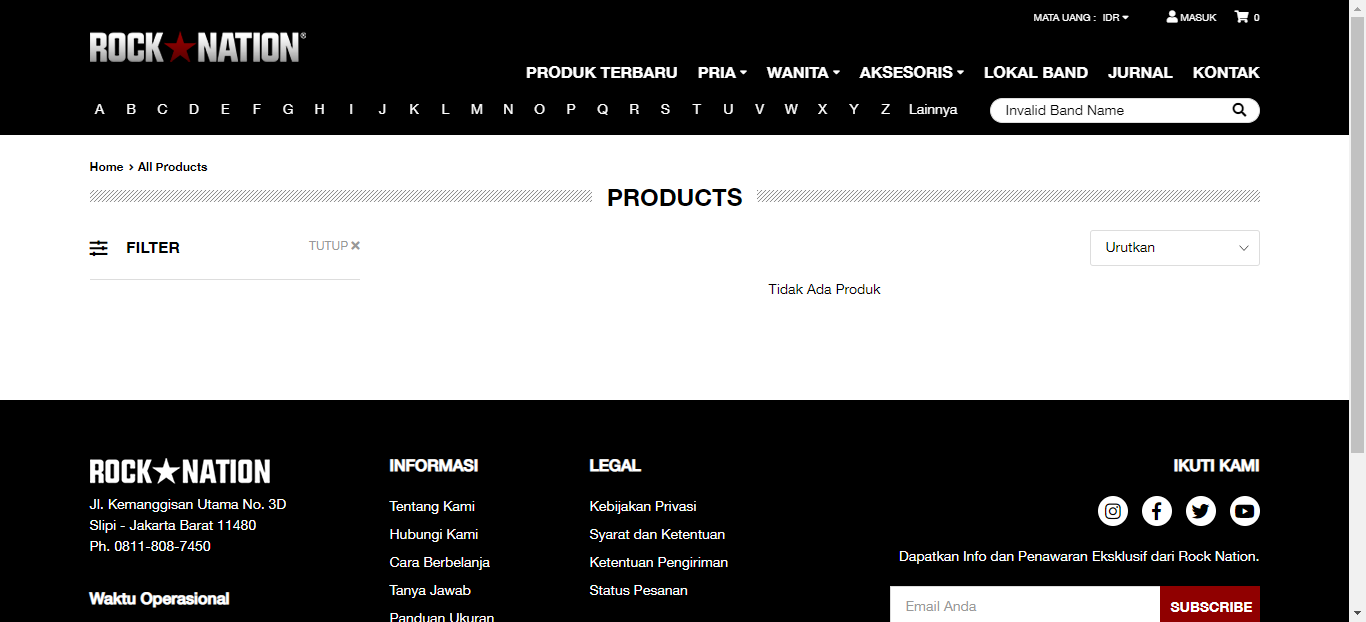 MATA UANG : IDR
MASUK
0
ROCK NATION®
PRODUK TERBARU PRIA WANITA AKSESORIS LOKAL BAND JURNAL KONTAK
A B C D E F G H I J K L M N O P Q R S T U V W X Y Z Lainnya
Invalid Band Name
Home › All Products
PRODUCTS
FILTER
TUTUP ×
Urutkan
Tidak Ada Produk
ROCK NATION
Jl. Kemanggisan Utama No. 3D
Slipi - Jakarta Barat 11480
Ph. 0811-808-7450
Waktu Operasional
INFORMASI
Tentang Kami
Hubungi Kami
Cara Berbelanja
Tanya Jawab
Panduan Ukuran
LEGAL
Kebijakan Privasi
Syarat dan Ketentuan
Ketentuan Pengiriman
Status Pesanan
IKUTI KAMI
Dapatkan Info dan Penawaran Eksklusif dari Rock Nation.
Email Anda
SUBSCRIBE